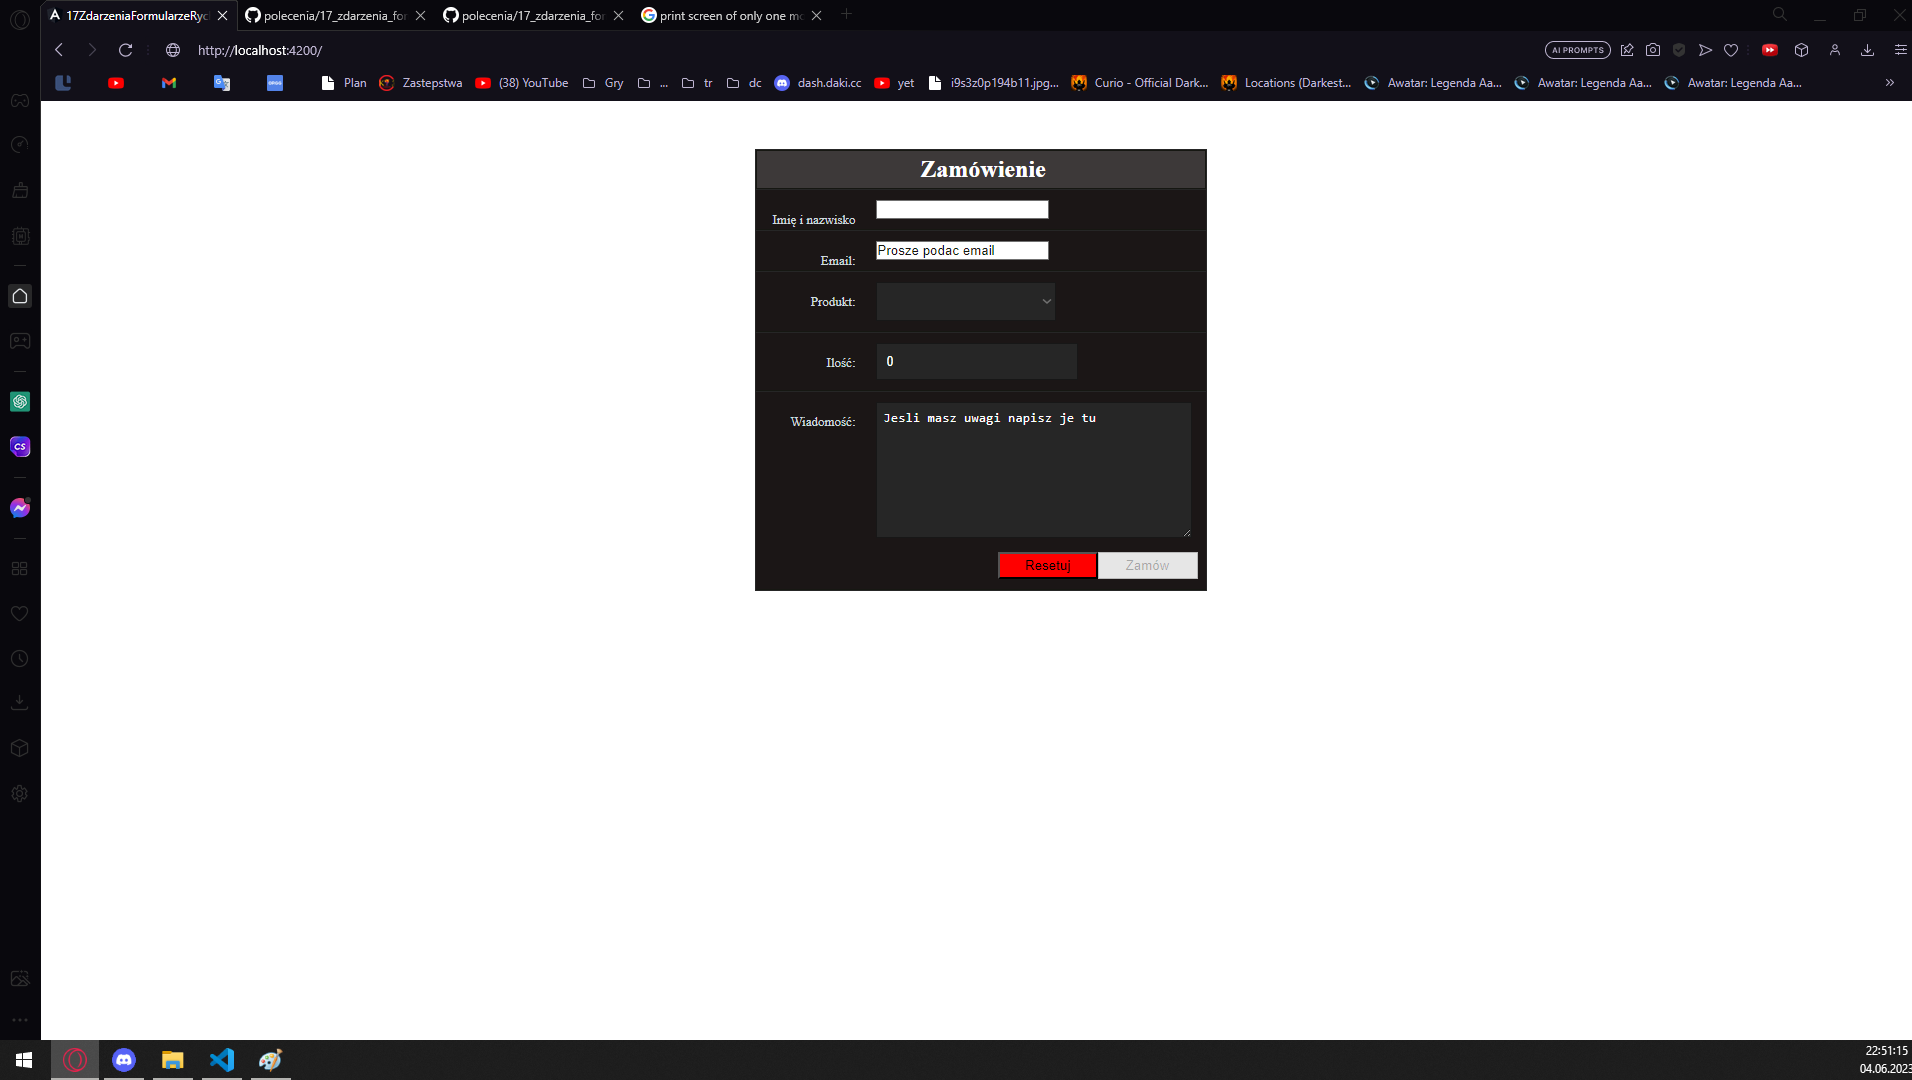 17ZdarzeniaFormularzeRyc
polecenia/17_zdarzenia_for
polecenia/17_zdarzenia_for
print screen of only one mo
http://localhost:4200/
AI PROMPTS
Plan
Zastepstwa
(38) YouTube
Gry
...
tr
dc
dash.daki.cc
yet
i9s3z0p194b11.jpg...
Curio - Official Dark...
Locations (Darkest...
Awatar: Legenda Aa...
Awatar: Legenda Aa...
Awatar: Legenda Aa...
CS
Zamówienie
Imię i nazwisko
Email: Prosze podac email
Produkt:
Ilość: 0
Wiadomość: Jesli masz uwagi napisz je tu
Resetuj Zamów
22:51:15
04.06.2023